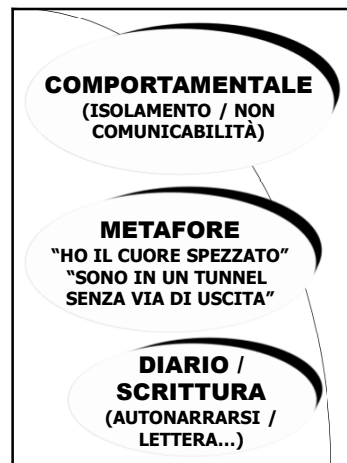 COMPORTAMENTALE
(ISOLAMENTO / NON
COMUNICABILITÀ)
METAFORE
“HO IL CUORE SPEZZATO”
“SONO IN UN TUNNEL
SENZA VIA DI USCITA”
DIARIO /
SCRITTURA
(AUTONARRARSI /
LETTERA...)